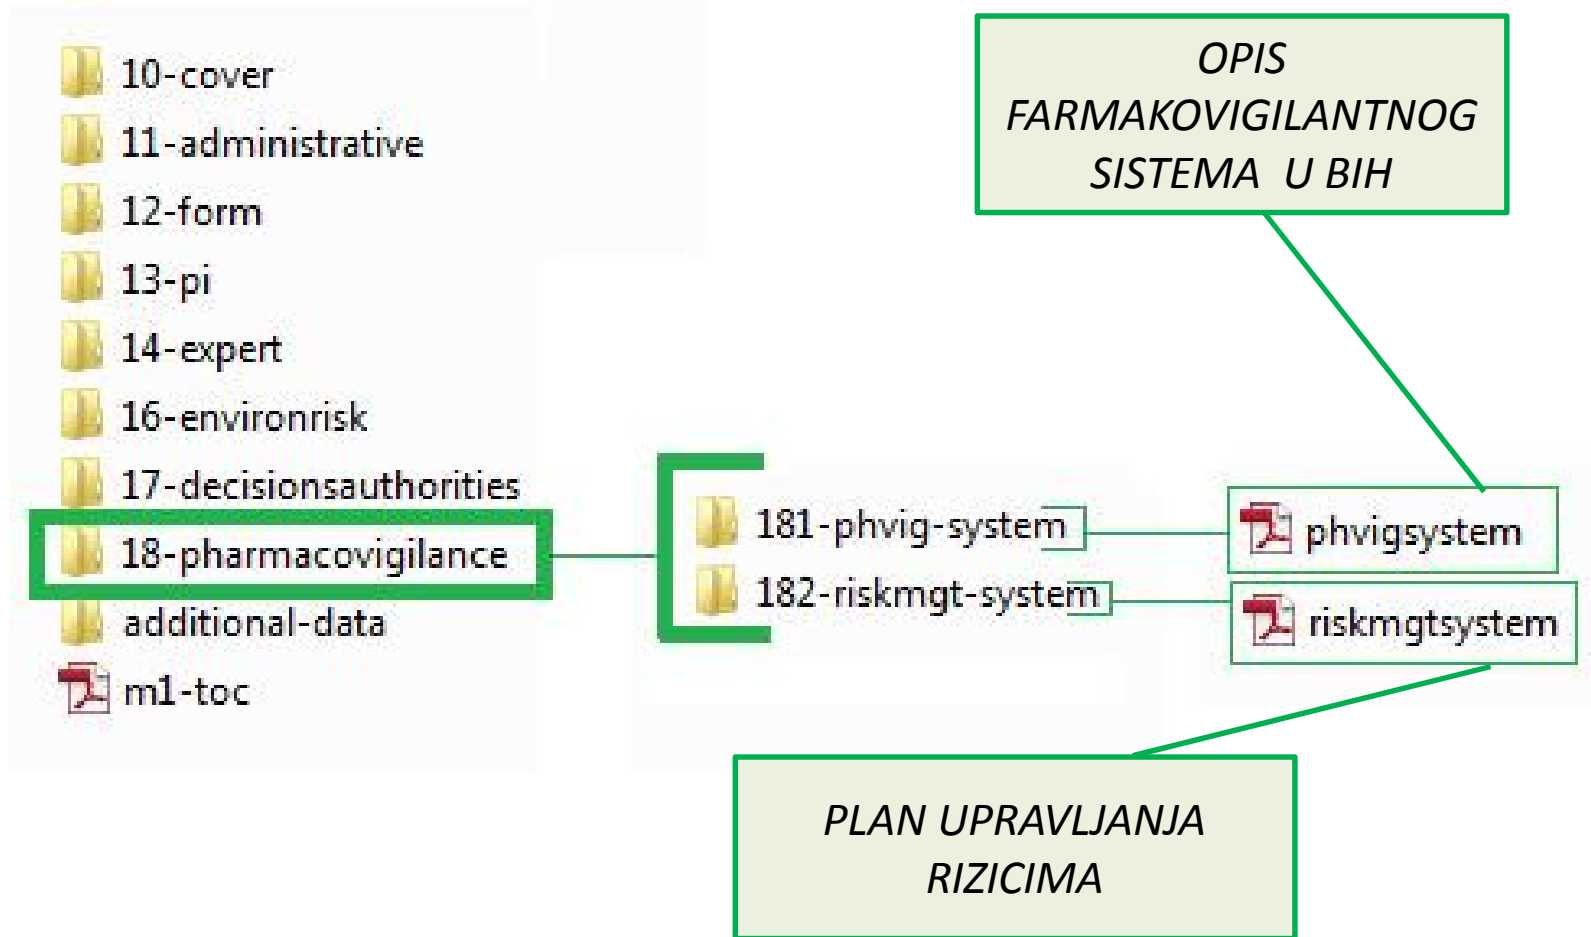 10-cover
11-administrative
12-form
13-pi
14-expert
16-environrisk
17-decisionsauthorities
18-pharmacovigilance
additional-data
m1-toc
181-phvig-system
182-riskmgt-system
phvigsystem
riskmgtsystem
OPIS
FARMAKOVIGILANTNOG
SISTEMA U BIH
PLAN UPRAVLJANJA
RIZICIMA